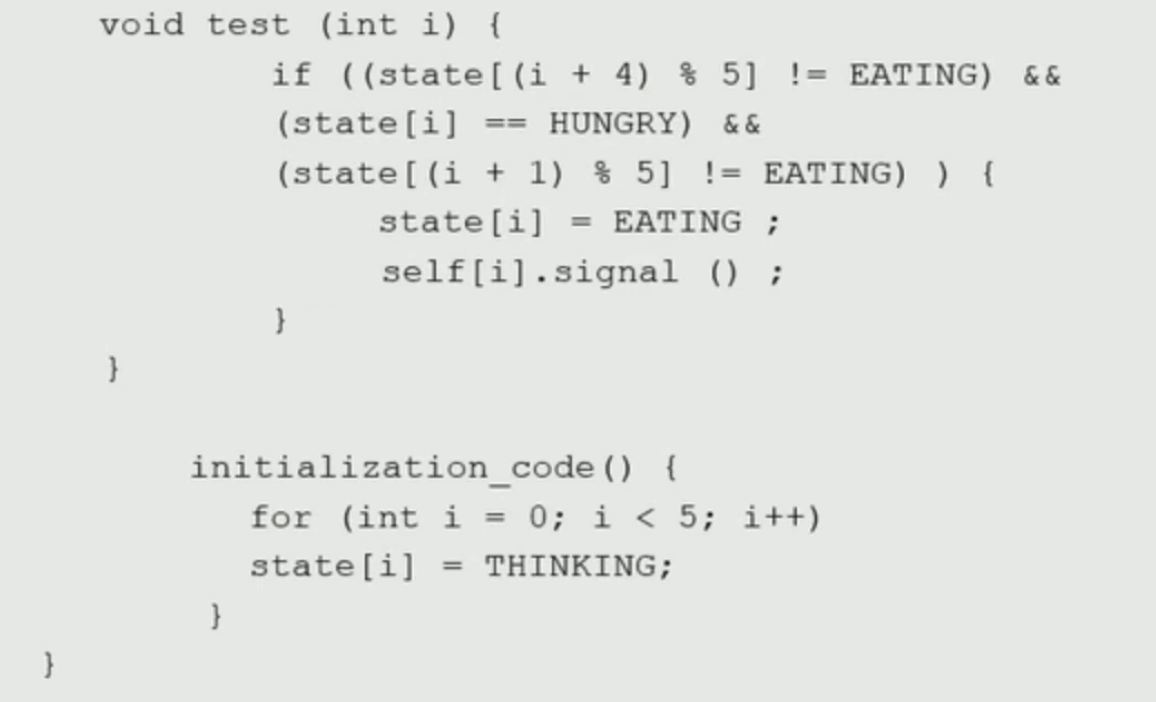 void test (int i) {
if ((state[(i + 4) % 5] != EATING) &&
(state[i] == HUNGRY) &&
(state[(i + 1) % 5] != EATING) ) {
state[i] = EATING ;
self[i].signal () ;
}
}
initialization_code() {
for (int i = 0; i < 5; i++)
state[i] = THINKING;
}
}